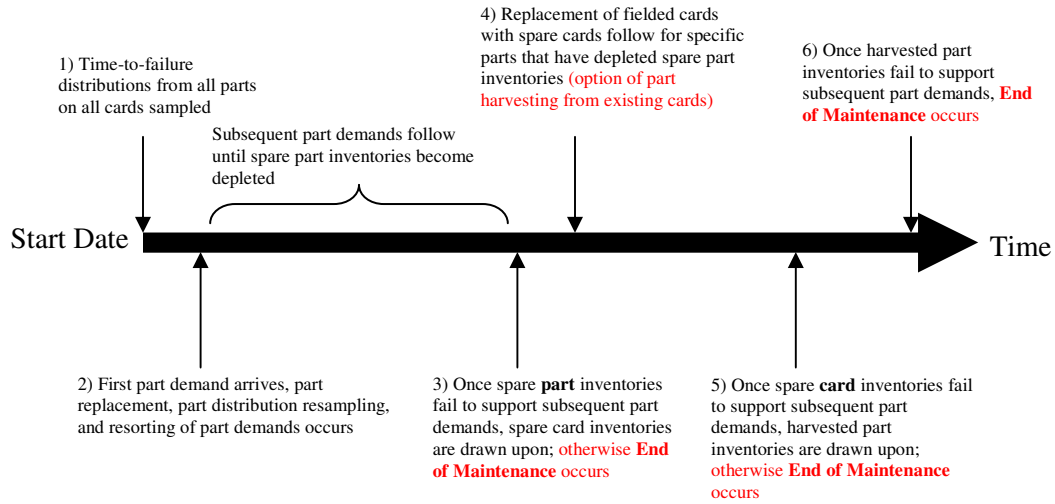 1) Time-to-failure
distributions from all parts
on all cards sampled
Subsequent part demands follow
until spare part inventories become
depleted
4) Replacement of fielded cards
with spare cards follow for specific
parts that have depleted spare part
inventories (option of part
harvesting from existing cards)
6) Once harvested part
inventories fail to support
subsequent part demands, End
of Maintenance occurs
Start Date
Time
2) First part demand arrives, part
replacement, part distribution resampling,
and resorting of part demands occurs
3) Once spare part inventories
fail to support subsequent part
demands, spare card inventories
are drawn upon; otherwise End
of Maintenance occurs
5) Once spare card inventories fail
to support subsequent part
demands, harvested part
inventories are drawn upon;
otherwise End of Maintenance
occurs